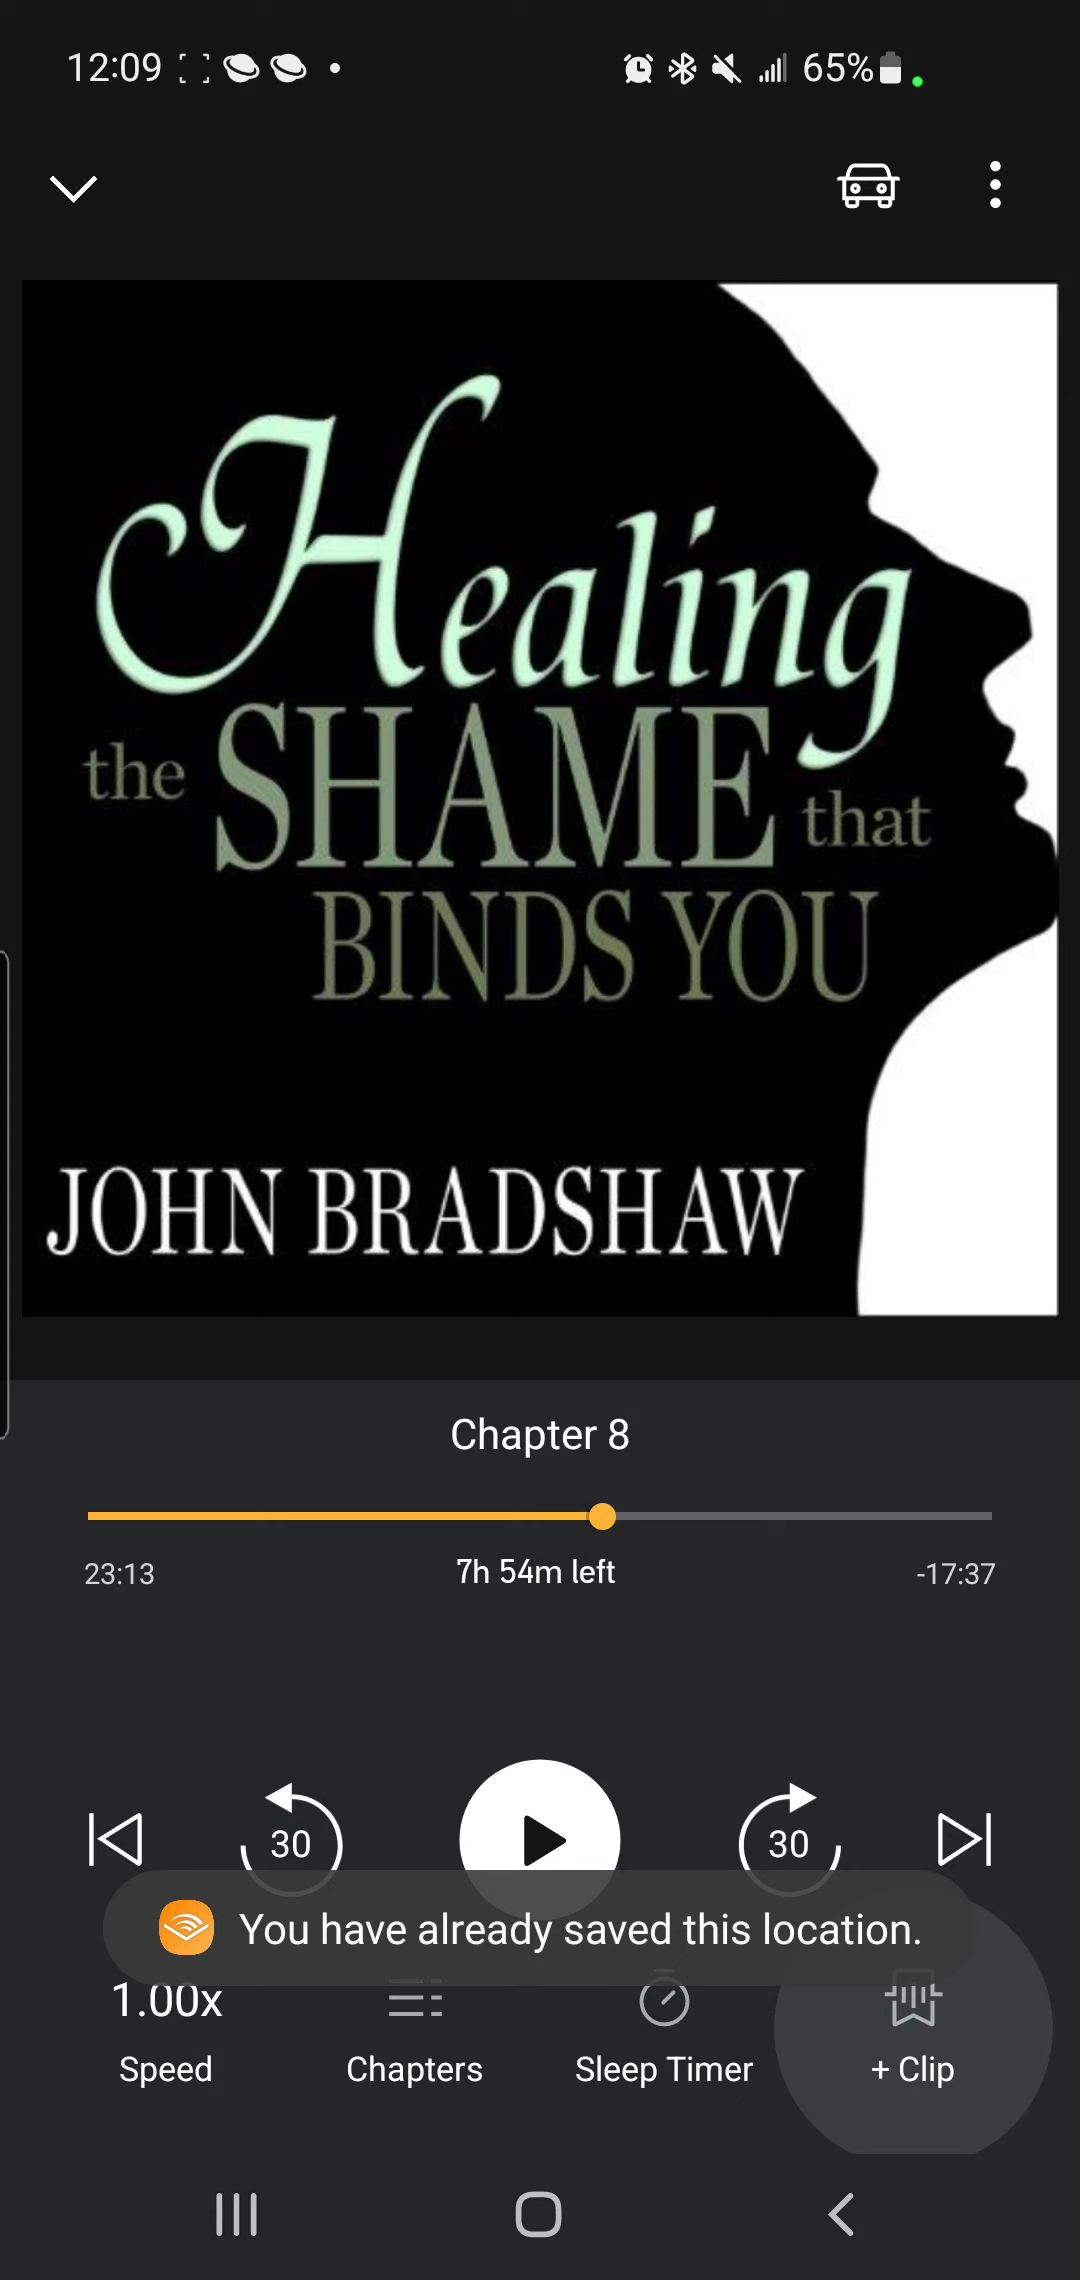 12:09 65%
Healing
the SHAME that
BINDS YOU
JOHN BRADSHAW
Chapter 8
23:13 7h 54m left -17:37
30 30
You have already saved this location.
1.00x
Speed Chapters Sleep Timer + Clip